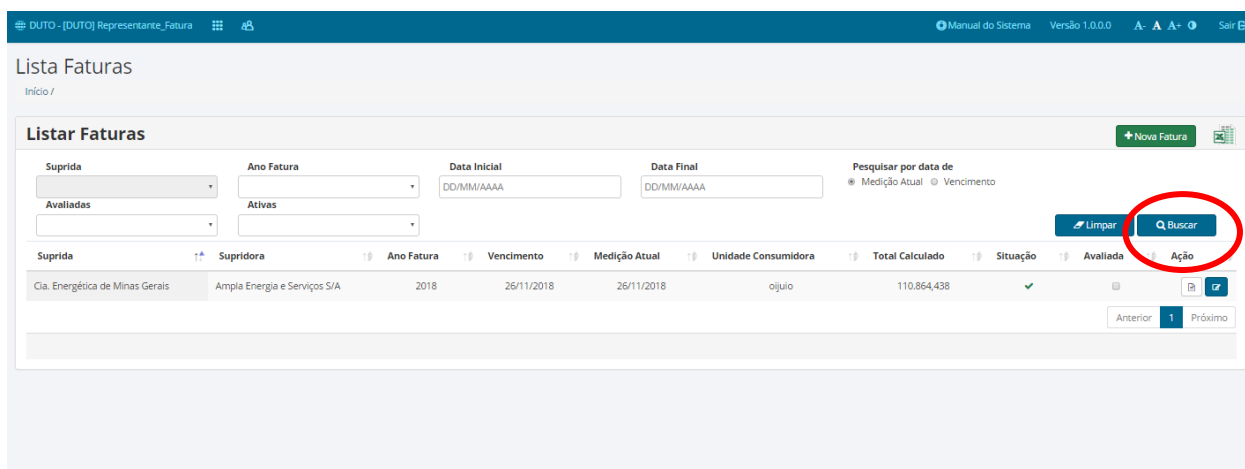 DUTO - [DUTO] Representante_Fatura Manual do Sistema Versão 1.0.0.0 A- A A+ Sair
Lista Faturas
Início /
Listar Faturas Nova Fatura
Suprida Ano Fatura Data Inicial Data Final Pesquisar por data de
DD/MM/AAAA DD/MM/AAAA Medição Atual Vencimento
Avaliadas Ativas
Limpar Buscar
Suprida Supridora Ano Fatura Vencimento Medição Atual Unidade Consumidora Total Calculado Situação Avaliada Ação
Cia. Energética de Minas Gerais Ampla Energia e Serviços S/A 2018 26/11/2018 26/11/2018 oijuio 110.864,438
Anterior 1 Próximo